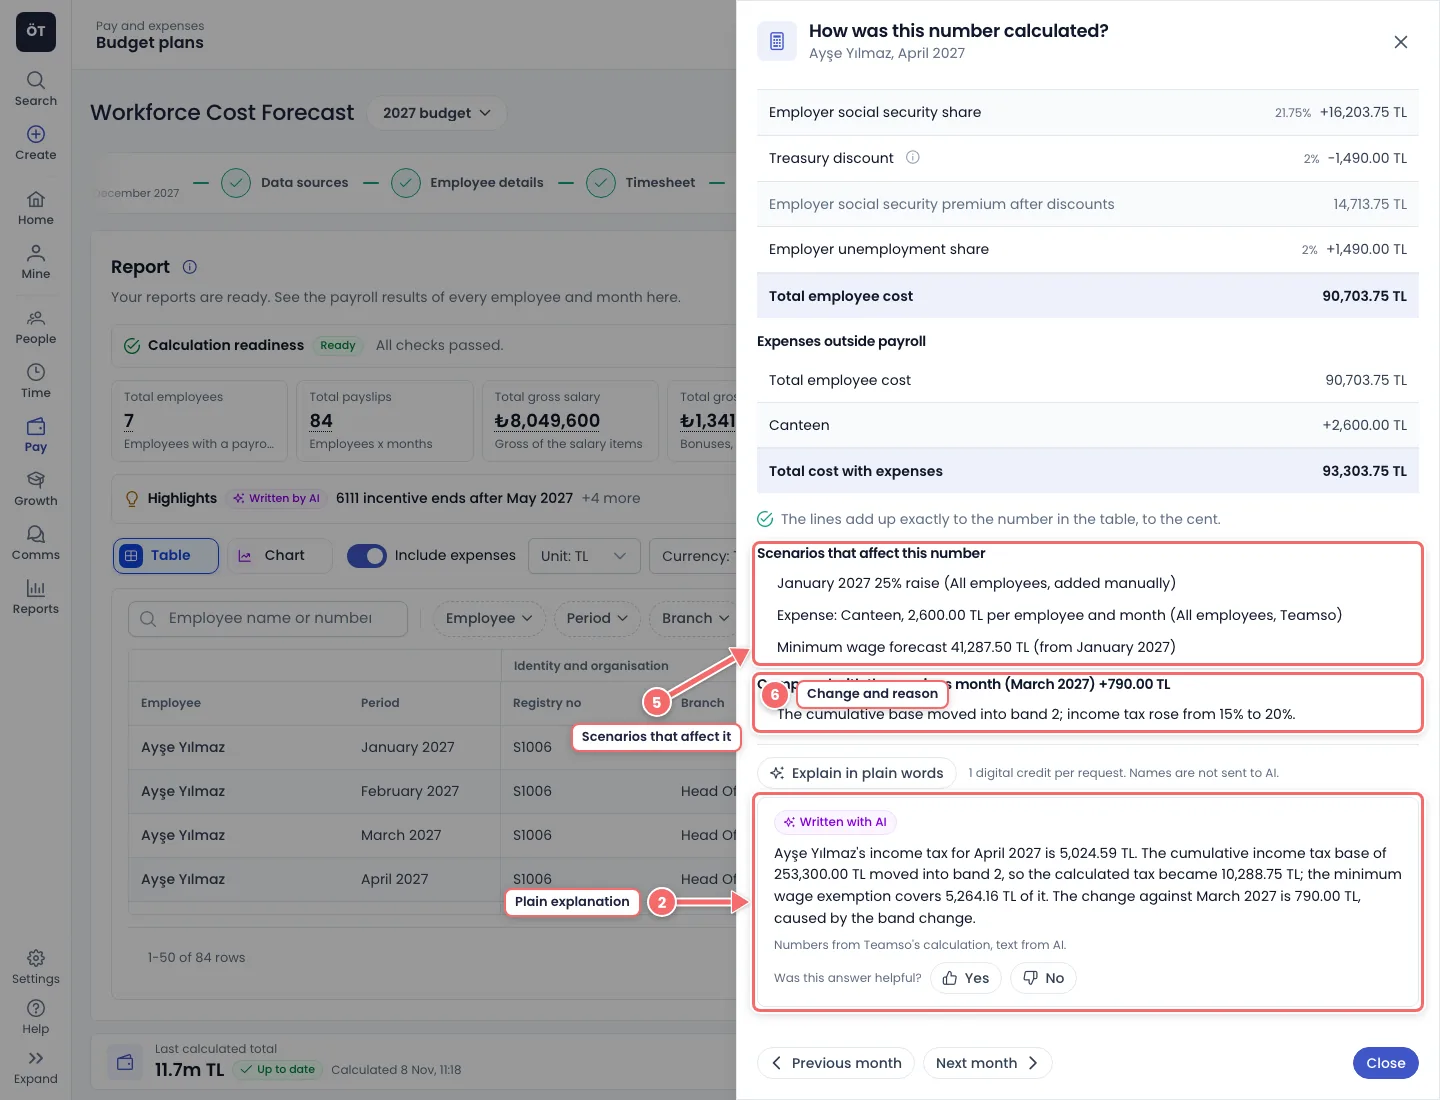 ÖT
Search
Create
Home
Mine
People
Time
Pay
Growth
Comms
Reports
Settings
Help
Expand
Pay and expenses
Budget plans
Workforce Cost Forecast
2027 budget
December 2027
Data sources
Employee details
Timesheet
Report
Your reports are ready. See the payroll results of every employee and month here.
Calculation readiness Ready All checks passed.
Total employees
7
Employees with a payro...
Total payslips
84
Employees x months
Total gross salary
₺8,049,600
Gross of the salary items
Total gros
₺1,341
Bonuses,
Highlights Written by AI 6111 incentive ends after May 2027 +4 more
Table
Chart
Include expenses
Unit: TL
Currency:
Employee name or number
Employee
Period
Branch
Identity and organisation
Employee Period Registry no Branch
Ayşe Yılmaz January 2027 S1006
Ayşe Yılmaz February 2027 S1006 Head Of
Ayşe Yılmaz March 2027 S1006 Head Of
Ayşe Yılmaz April 2027 S1006 Head Of
1-50 of 84 rows
Last calculated total
11.7m TL Up to date Calculated 8 Nov, 11:18
5
Scenarios that affect it
Plain explanation
2
How was this number calculated?
Ayşe Yılmaz, April 2027
Employer social security share 21.75% +16,203.75 TL
Treasury discount 2% -1,490.00 TL
Employer social security premium after discounts 14,713.75 TL
Employer unemployment share 2% +1,490.00 TL
Total employee cost 90,703.75 TL
Expenses outside payroll
Total employee cost 90,703.75 TL
Canteen +2,600.00 TL
Total cost with expenses 93,303.75 TL
The lines add up exactly to the number in the table, to the cent.
Scenarios that affect this number
January 2027 25% raise (All employees, added manually)
Expense: Canteen, 2,600.00 TL per employee and month (All employees, Teamso)
Minimum wage forecast 41,287.50 TL (from January 2027)
month (March 2027) +790.00 TL
6
Change and reason
The cumulative base moved into band 2; income tax rose from 15% to 20%.
Explain in plain words
1 digital credit per request. Names are not sent to AI.
Written with AI
Ayşe Yılmaz's income tax for April 2027 is 5,024.59 TL. The cumulative income tax base of
253,300.00 TL moved into band 2, so the calculated tax became 10,288.75 TL; the minimum
wage exemption covers 5,264.16 TL of it. The change against March 2027 is 790.00 TL,
caused by the band change.
Numbers from Teamso's calculation, text from AI.
Was this answer helpful? Yes No
Previous month
Next month
Close